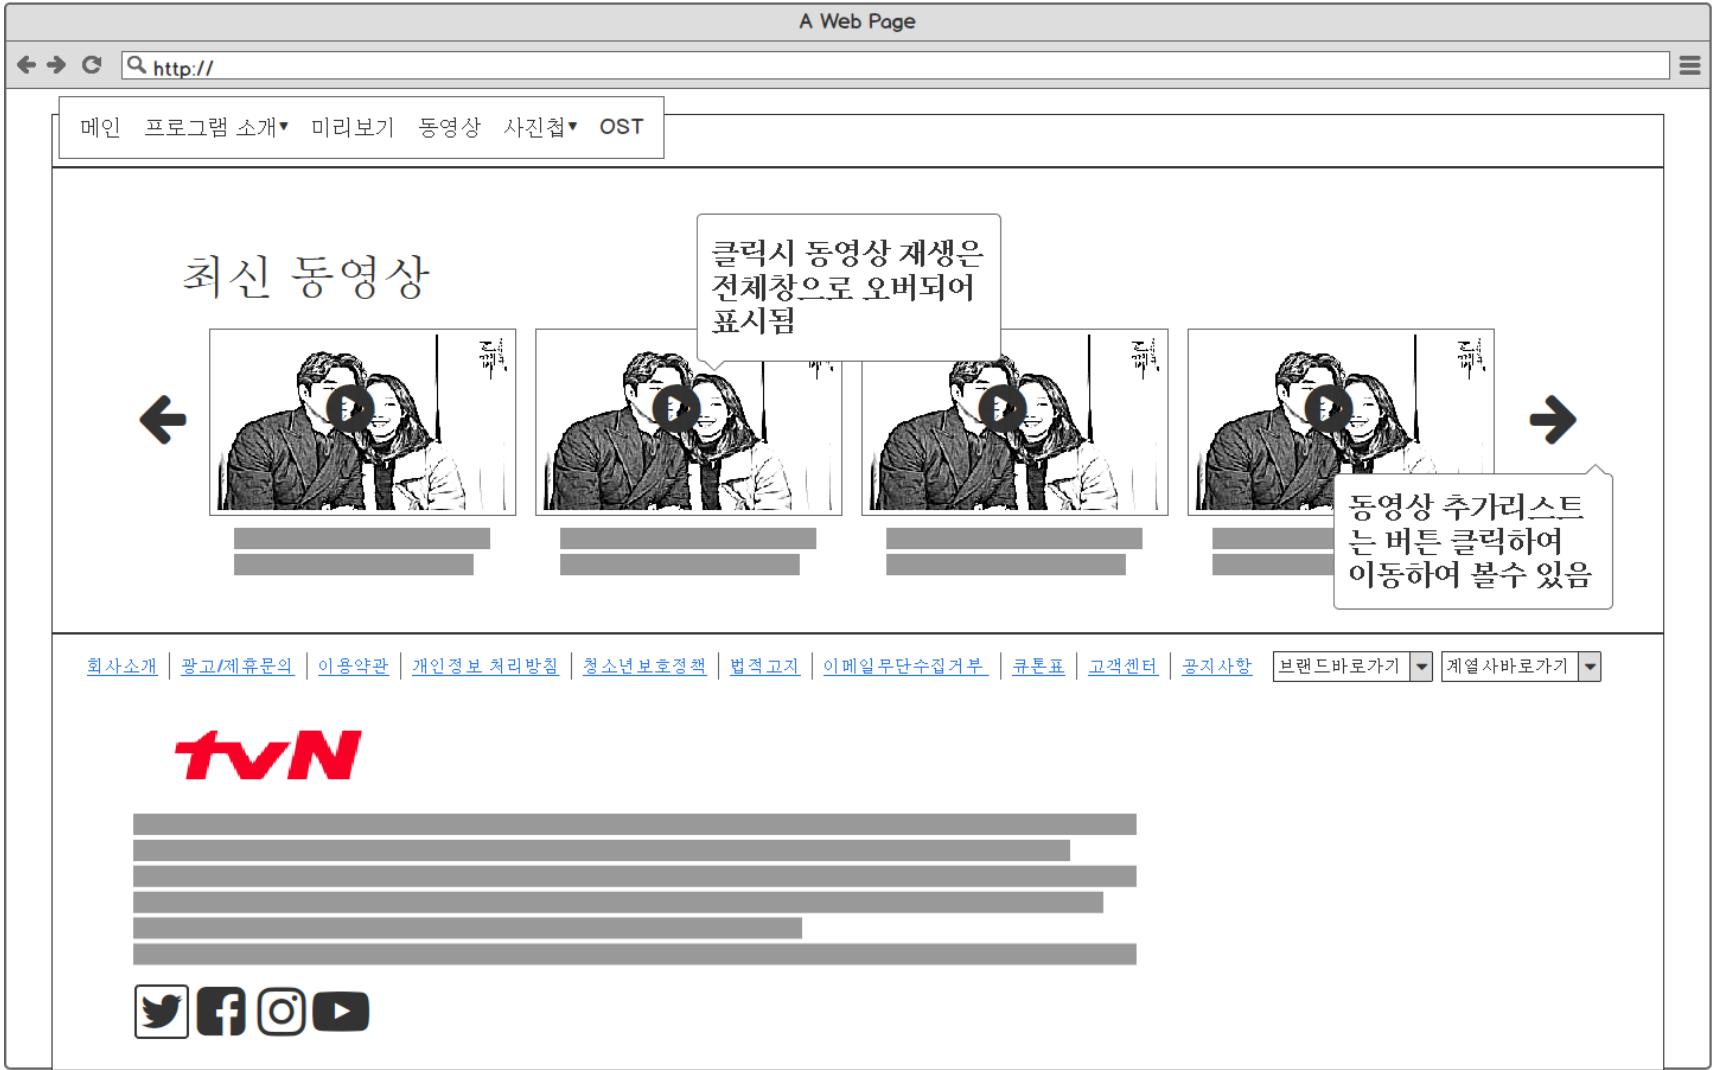 A Web Page
http://
메인 프로그램 소개▾ 미리보기 동영상 사진첩▾ OST
최신 동영상
클릭시 동영상 재생은
전체창으로 오버되어
표시됨
동영상 추가리스트
는 버튼 클릭하여
이동하여 볼수 있음
회사소개 광고/제휴문의 이용약관 개인정보 처리방침 청소년보호정책 법적고지 이메일무단수집거부 큐톤표 고객센터 공지사항 브랜드바로가기 계열사바로가기
tvN